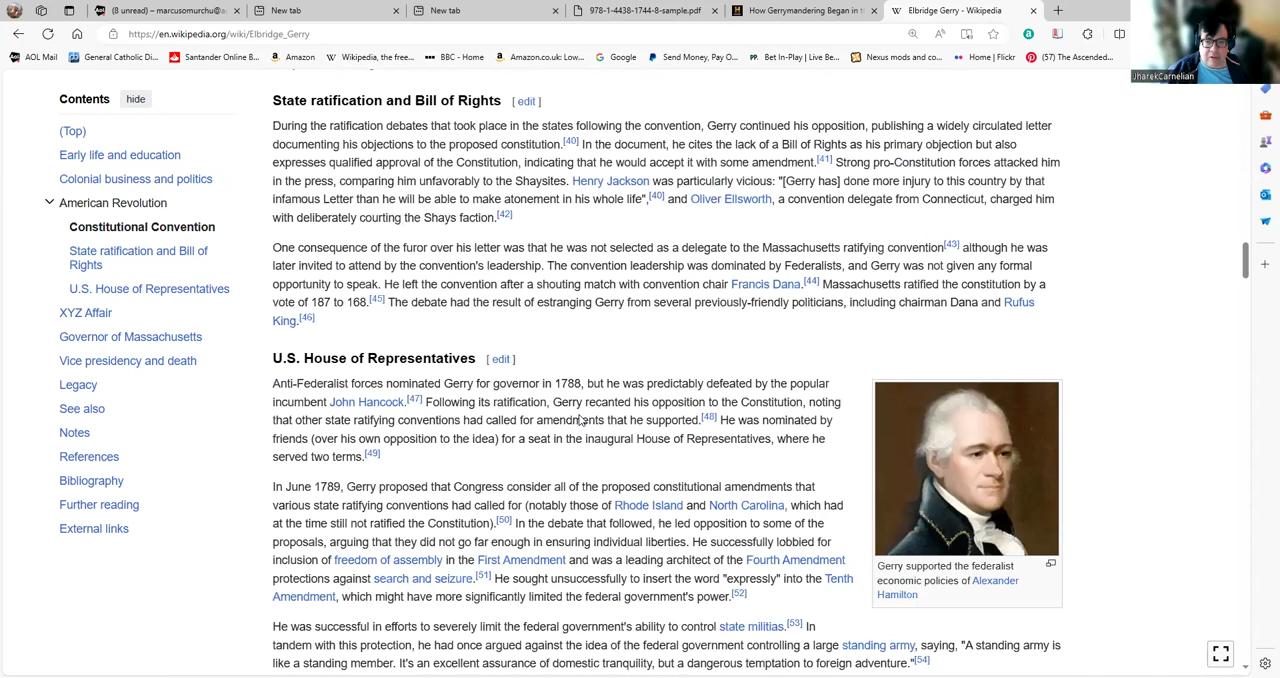 (8 unread) – marcusomurchu@
New tab
New tab
978-1-4438-1744-8-sample.pdf
How Gerrymandering Began in t
Elbridge Gerry - Wikipedia
https://en.wikipedia.org/wiki/Elbridge_Gerry
AOL Mail
General Catholic Di...
Santander Online B...
Amazon
Wikipedia, the free...
BBC - Home
Amazon.co.uk: Low...
Google
Send Money, Pay O...
Bet In-Play | Live Be...
Nexus mods and co...
Home | Flickr
(57) The Ascended...
JharekCarnelian
Contents hide
(Top)
Early life and education
Colonial business and politics
American Revolution
Constitutional Convention
State ratification and Bill of
Rights
U.S. House of Representatives
XYZ Affair
Governor of Massachusetts
Vice presidency and death
Legacy
See also
Notes
References
Bibliography
Further reading
External links
State ratification and Bill of Rights [ edit ]
During the ratification debates that took place in the states following the convention, Gerry continued his opposition, publishing a widely circulated letter
documenting his objections to the proposed constitution.[40] In the document, he cites the lack of a Bill of Rights as his primary objection but also
expresses qualified approval of the Constitution, indicating that he would accept it with some amendment.[41] Strong pro-Constitution forces attacked him
in the press, comparing him unfavorably to the Shaysites. Henry Jackson was particularly vicious: "[Gerry has] done more injury to this country by that
infamous Letter than he will be able to make atonement in his whole life",[40] and Oliver Ellsworth, a convention delegate from Connecticut, charged him
with deliberately courting the Shays faction.[42]
One consequence of the furor over his letter was that he was not selected as a delegate to the Massachusetts ratifying convention[43] although he was
later invited to attend by the convention's leadership. The convention leadership was dominated by Federalists, and Gerry was not given any formal
opportunity to speak. He left the convention after a shouting match with convention chair Francis Dana.[44] Massachusetts ratified the constitution by a
vote of 187 to 168.[45] The debate had the result of estranging Gerry from several previously-friendly politicians, including chairman Dana and Rufus
King.[46]
U.S. House of Representatives [ edit ]
Anti-Federalist forces nominated Gerry for governor in 1788, but he was predictably defeated by the popular
incumbent John Hancock.[47] Following its ratification, Gerry recanted his opposition to the Constitution, noting
that other state ratifying conventions had called for amendments that he supported.[48] He was nominated by
friends (over his own opposition to the idea) for a seat in the inaugural House of Representatives, where he
served two terms.[49]
In June 1789, Gerry proposed that Congress consider all of the proposed constitutional amendments that
various state ratifying conventions had called for (notably those of Rhode Island and North Carolina, which had
at the time still not ratified the Constitution).[50] In the debate that followed, he led opposition to some of the
proposals, arguing that they did not go far enough in ensuring individual liberties. He successfully lobbied for
inclusion of freedom of assembly in the First Amendment and was a leading architect of the Fourth Amendment
protections against search and seizure.[51] He sought unsuccessfully to insert the word "expressly" into the Tenth
Amendment, which might have more significantly limited the federal government's power.[52]
He was successful in efforts to severely limit the federal government's ability to control state militias.[53] In
tandem with this protection, he had once argued against the idea of the federal government controlling a large standing army, saying, "A standing army is
like a standing member. It's an excellent assurance of domestic tranquility, but a dangerous temptation to foreign adventure."[54]
Gerry supported the federalist
economic policies of Alexander
Hamilton